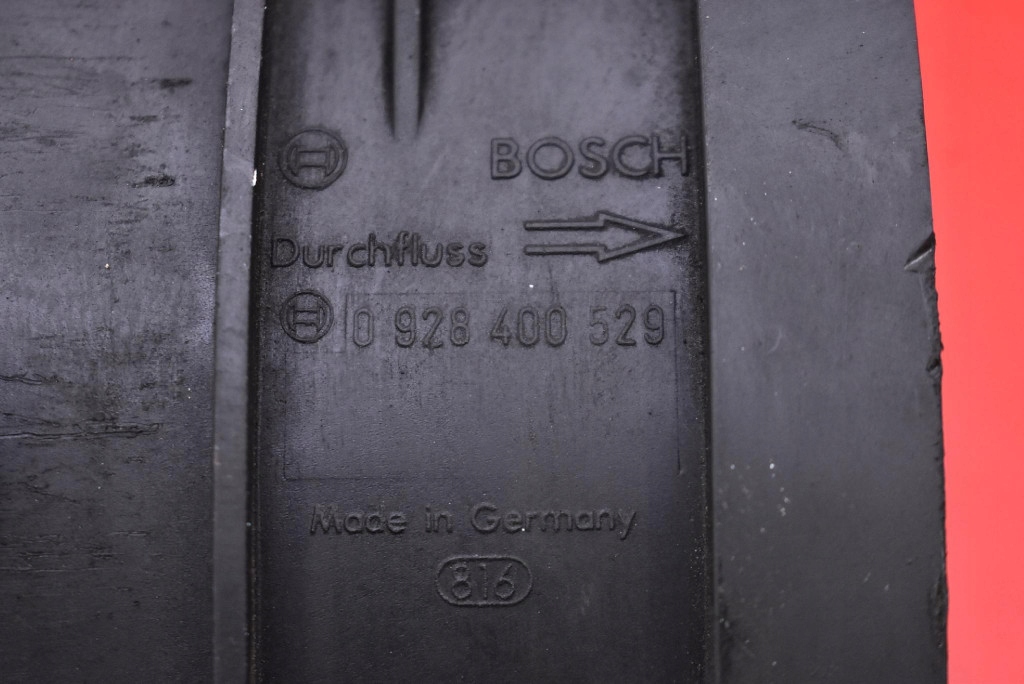 BOSCH
Durchfluss
0 928 400 529
Made in Germany
816